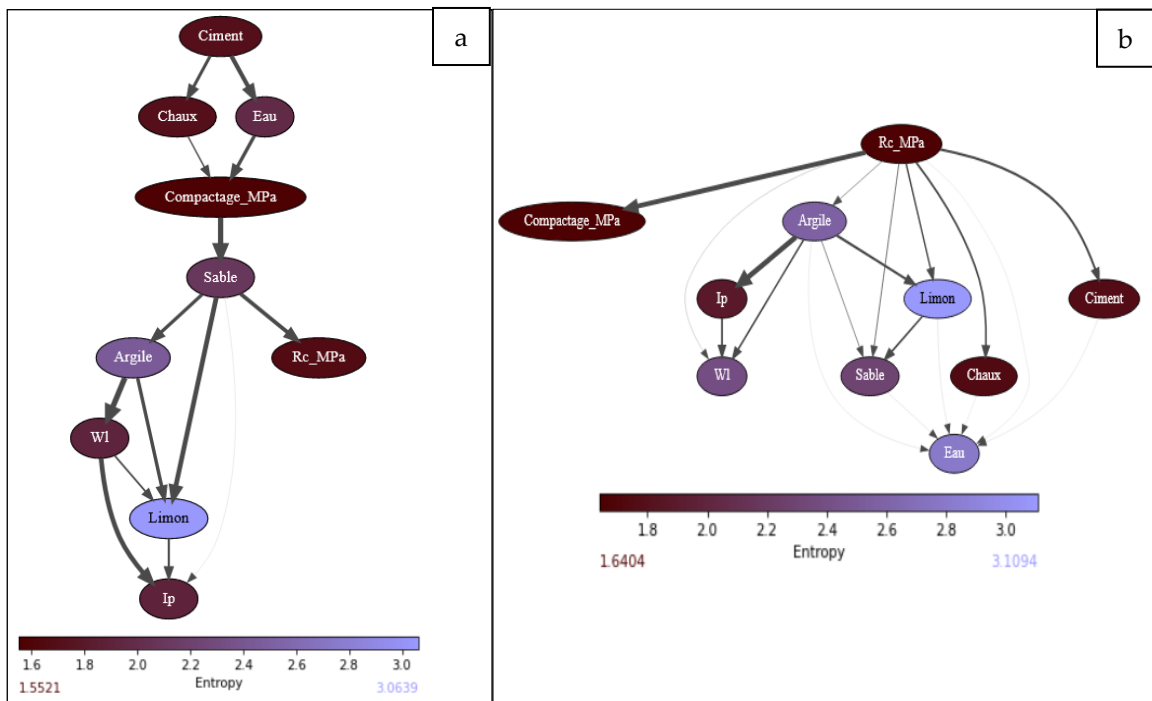 a
Ciment
Chaux
Eau
Compactage_MPa
Sable
Argile
Rc_MPa
Wl
Limon
Ip
1.6 1.8 2.0 2.2 2.4 2.6 2.8 3.0
Entropy
1.5521 3.0639
b
Rc_MPa
Compactage_MPa
Argile
Ip
Limon
Ciment
Wl
Sable
Chaux
Eau
1.8 2.0 2.2 2.4 2.6 2.8 3.0
Entropy
1.6404 3.1094